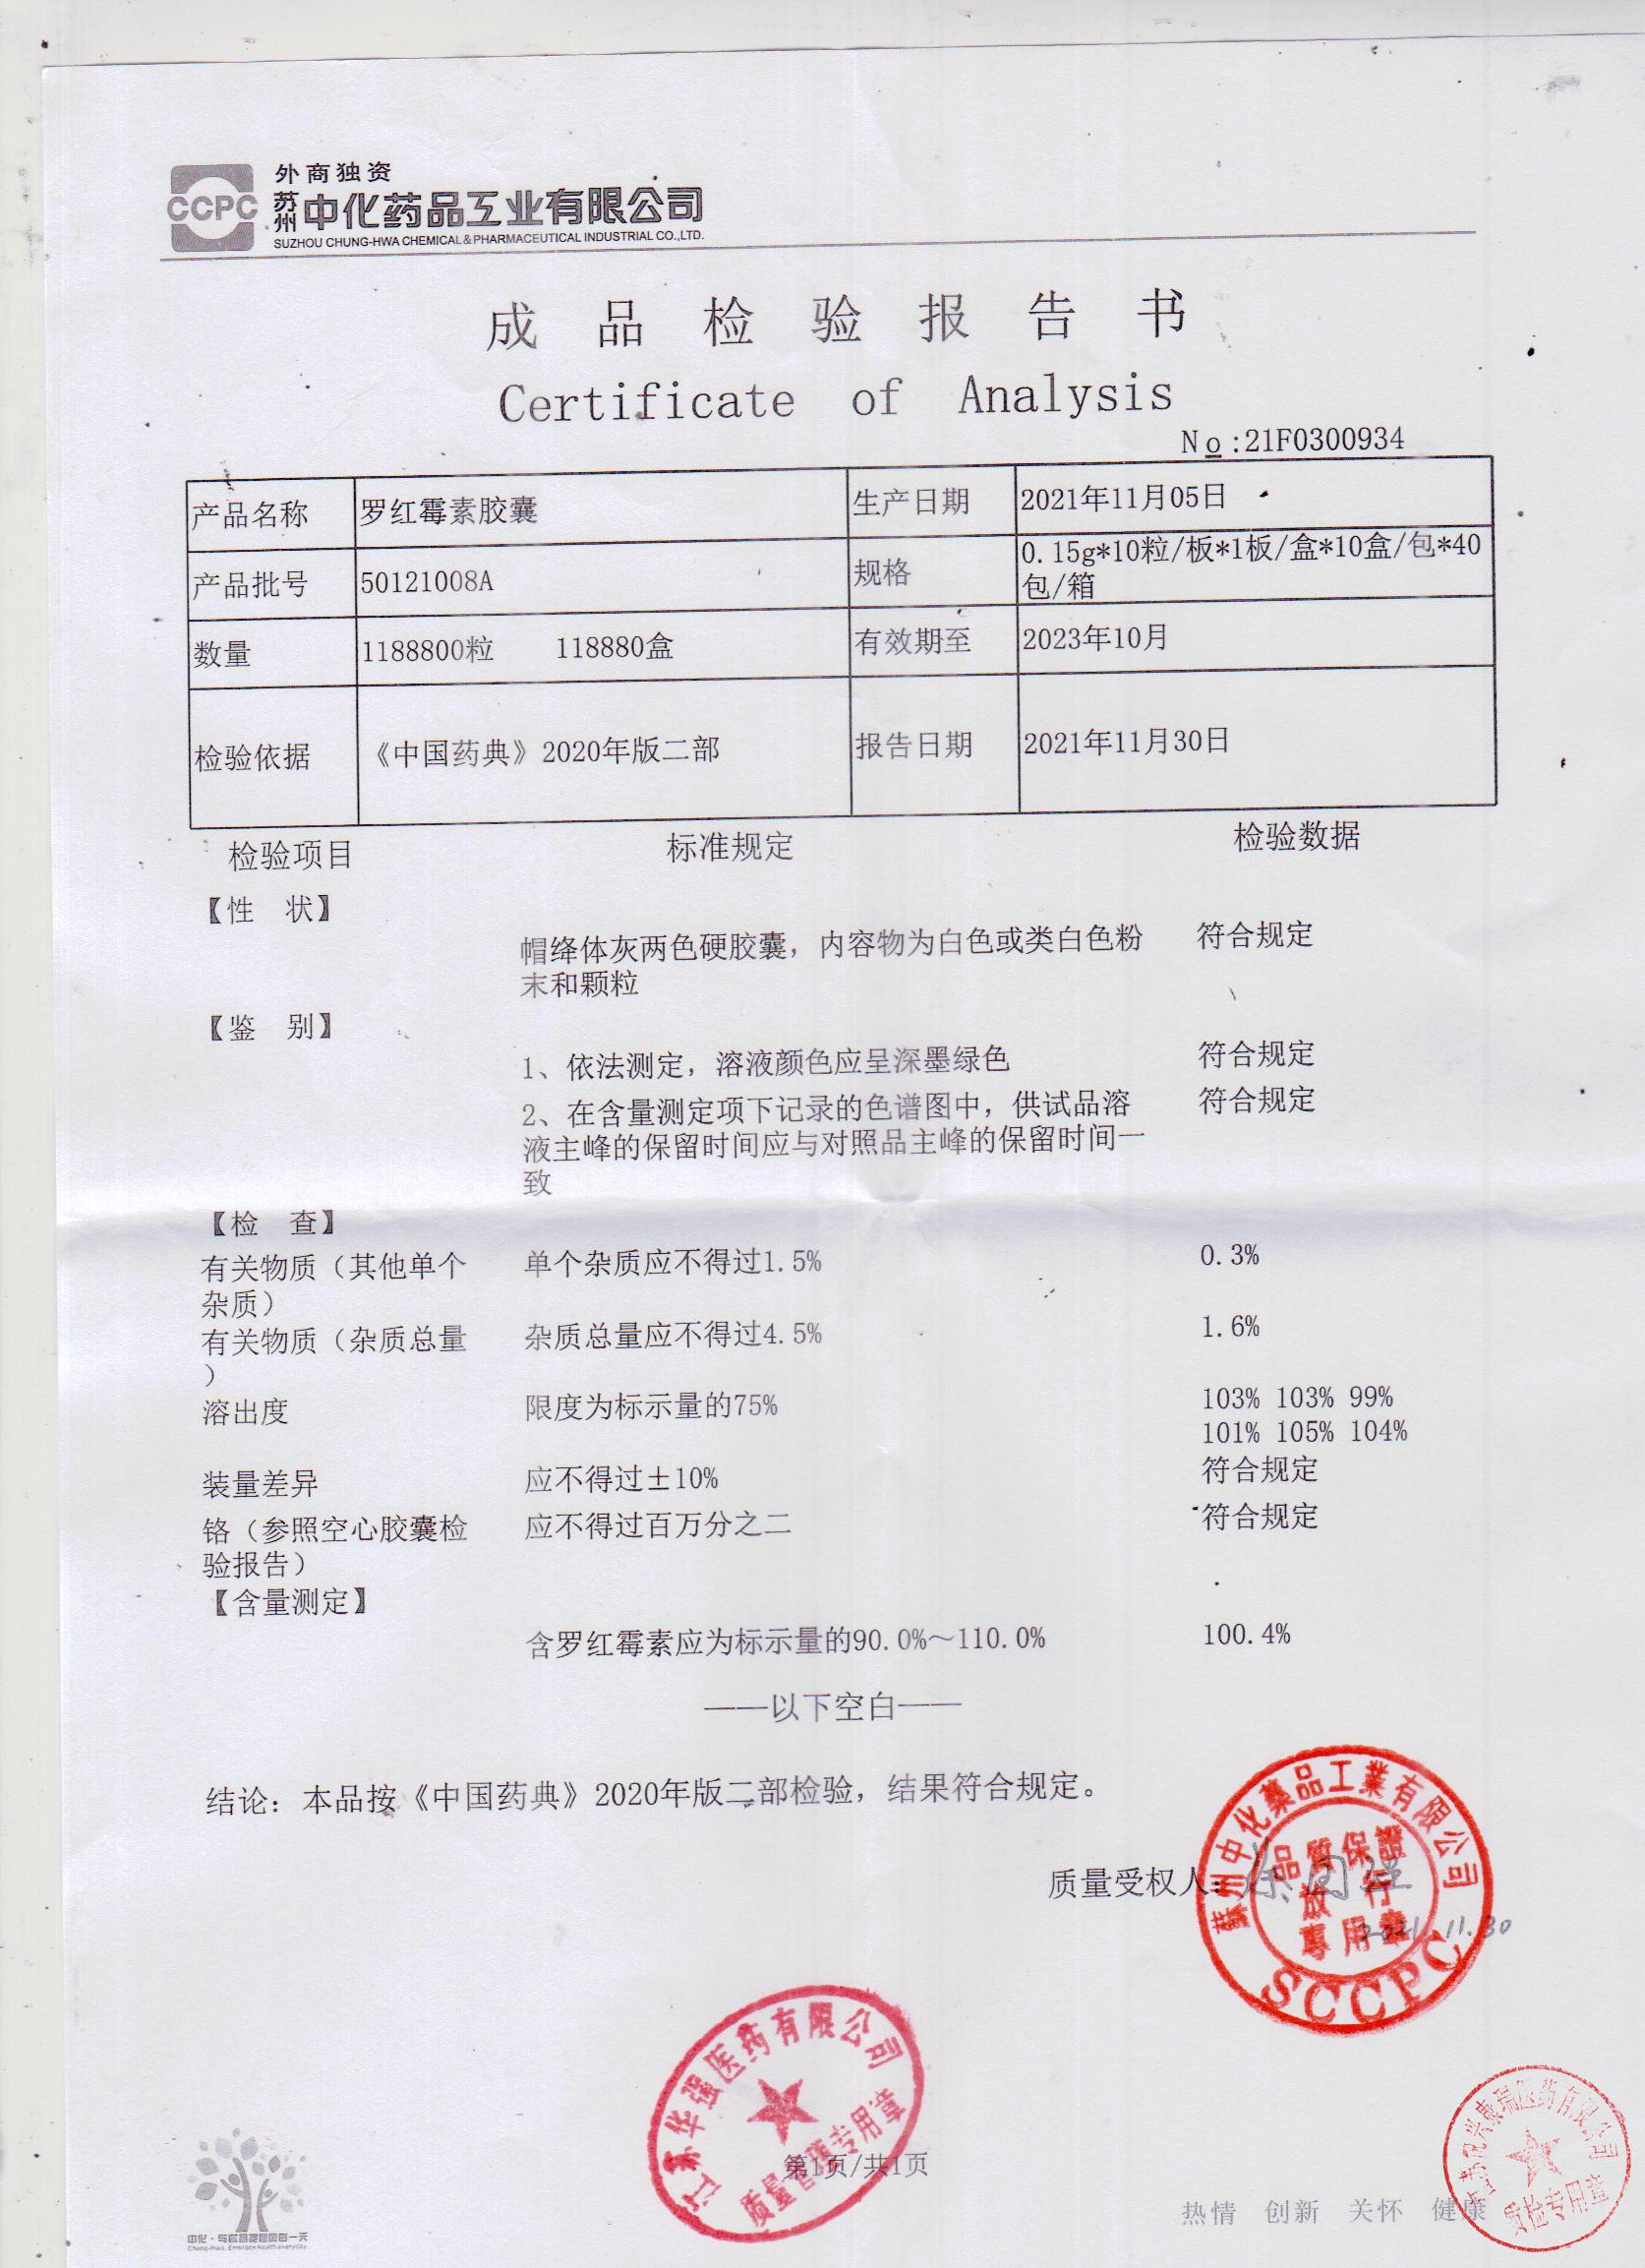 CCPC
外商独资
苏州中化药品工业有限公司
SUZHOU CHUNG-HWA CHEMICAL & PHARMACEUTICAL INDUSTRIAL CO.,LTD.
成品检验报告书
Certificate of Analysis
No:21F0300934
产品名称 罗红霉素胶囊 生产日期 2021年11月05日
产品批号 50121008A 规格 0.15g*10粒/板*1板/盒*10盒/包*40
包/箱
数量 1188800粒 118880盒 有效期至 2023年10月
检验依据 《中国药典》2020年版二部 报告日期 2021年11月30日
检验项目 标准规定 检验数据
【性 状】
帽绛体灰两色硬胶囊，内容物为白色或类白色粉 符合规定
末和颗粒
【鉴 别】
1、依法测定，溶液颜色应呈深墨绿色 符合规定
2、在含量测定项下记录的色谱图中，供试品溶 符合规定
液主峰的保留时间应与对照品主峰的保留时间一
致
【检 查】
有关物质（其他单个 单个杂质应不得过1.5% 0.3%
杂质）
有关物质（杂质总量 杂质总量应不得过4.5% 1.6%
）
溶出度 限度为标示量的75% 103% 103% 99%
101% 105% 104%
装量差异 应不得过±10% 符合规定
铬（参照空心胶囊检 应不得过百万分之二 符合规定
验报告）
【含量测定】
含罗红霉素应为标示量的90.0%～110.0% 100.4%
——以下空白——
结论：本品按《中国药典》2020年版二部检验，结果符合规定。
质量受权人：
2021.11.30
蘇州中化藥品工業有限公司
品質保證
放行
專用章
SCCPC
江苏华强医药有限公司
质量管理专用章
第1页/共1页
热情 创新 关怀 健康
质检专用章